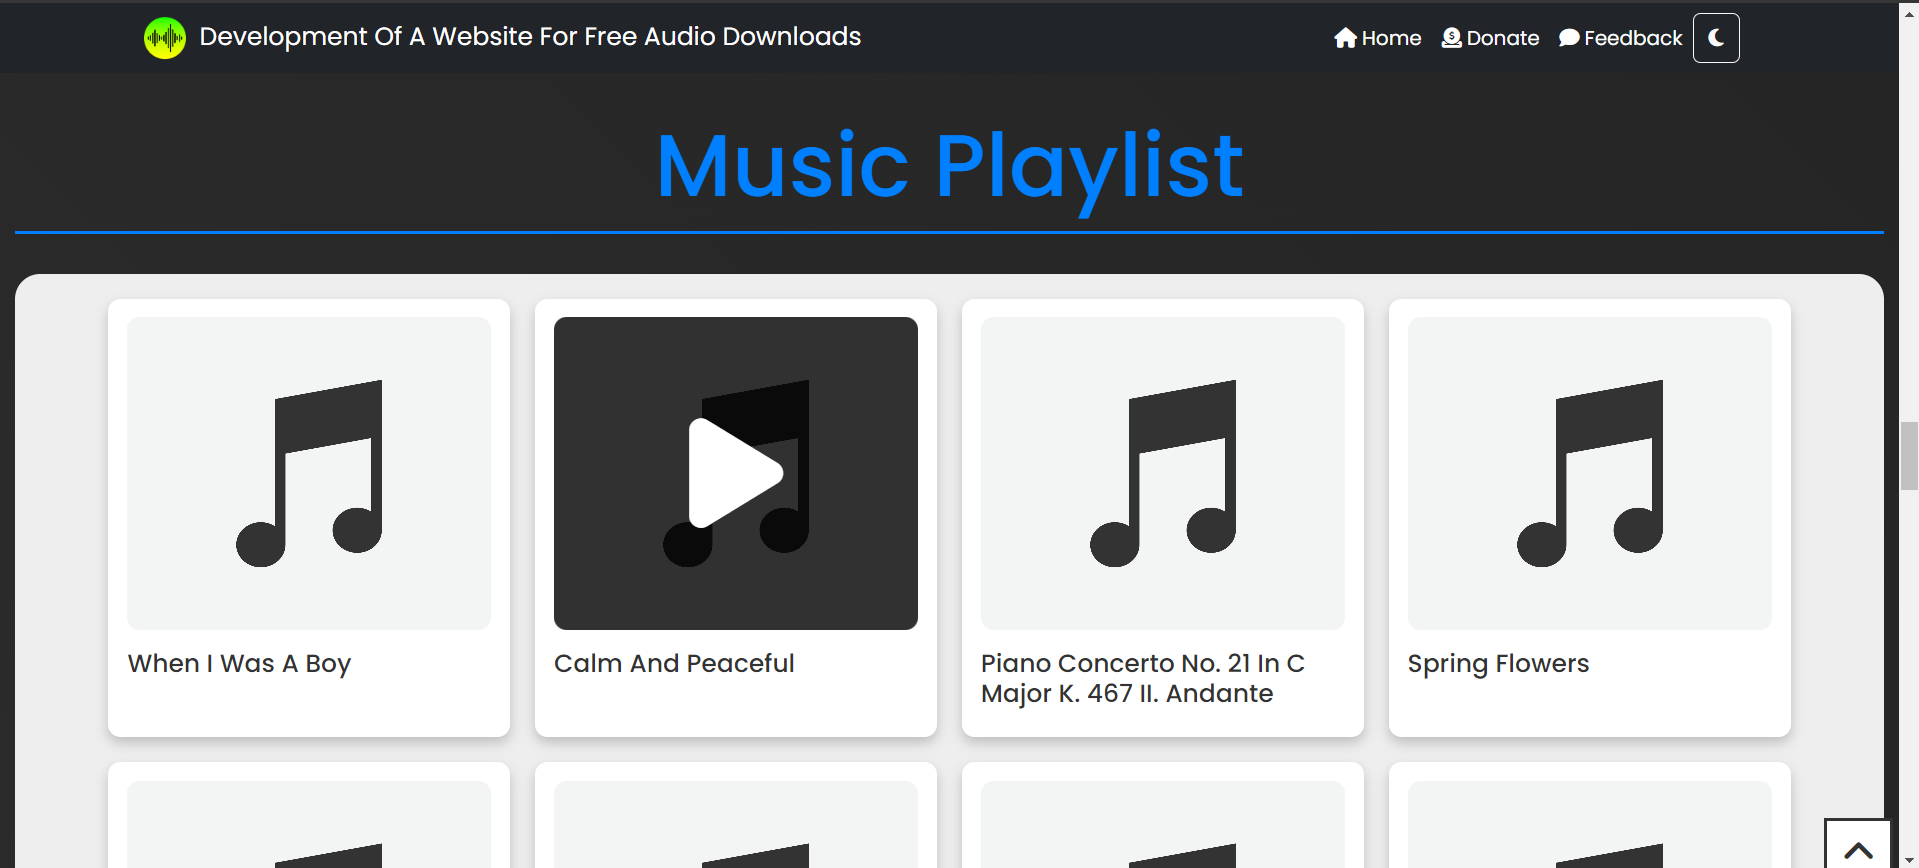 Development Of A Website For Free Audio Downloads
Home
Donate
Feedback
Music Playlist
When I Was A Boy
Calm And Peaceful
Piano Concerto No. 21 In C
Major K. 467 II. Andante
Spring Flowers